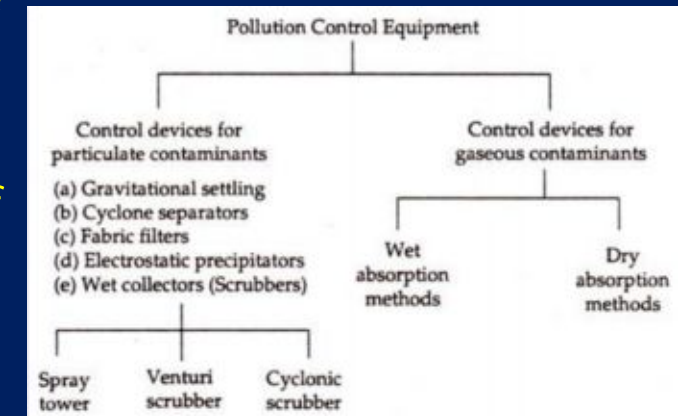 Pollution Control Equipment
Control devices for
particulate contaminants
(a) Gravitational settling
(b) Cyclone separators
(c) Fabric filters
(d) Electrostatic precipitators
(e) Wet collectors (Scrubbers)
Spray
tower
Venturi
scrubber
Cyclonic
scrubber
Control devices for
gaseous contaminants
Wet
absorption
methods
Dry
absorption
methods